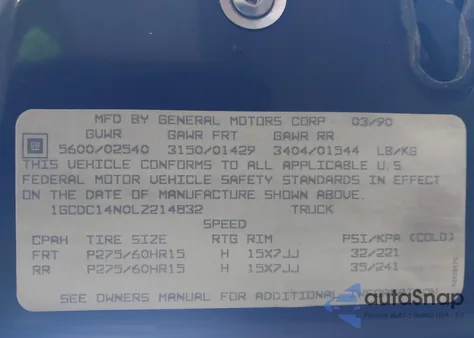 MFD BY GENERAL MOTORS CORP 03/90
GM GVWR GAWR FRT GAWR RR
5600/02540 3150/01429 3404/01544 LB/KG
THIS VEHICLE CONFORMS TO ALL APPLICABLE U.S.
FEDERAL MOTOR VEHICLE SAFETY STANDARDS IN EFFECT
ON THE DATE OF MANUFACTURE SHOWN ABOVE.
1GCDC14N0LZ214832 TRUCK
SPEED
CPAH TIRE SIZE RTG RIM PSI/KPA (COLD)
FRT P275/60HR15 H 15X7JJ 32/221
RR P275/60HR15 H 15X7JJ 35/241
SEE OWNERS MANUAL FOR ADDITIONAL INFORMATION
autoSnap